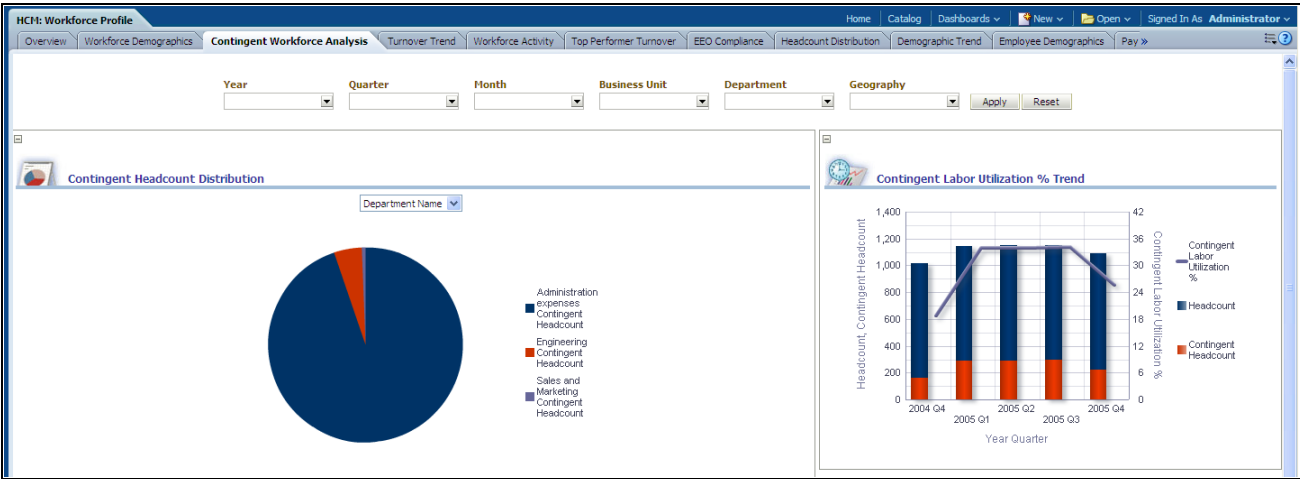 HCM: Workforce Profile
Home Catalog Dashboards New Open Signed In As Administrator
Overview Workforce Demographics Contingent Workforce Analysis Turnover Trend Workforce Activity Top Performer Turnover EEO Compliance Headcount Distribution Demographic Trend Employee Demographics Pay »
Year Quarter Month Business Unit Department Geography
Apply Reset
Contingent Headcount Distribution
Department Name
Administration
expenses
Contingent
Headcount
Engineering
Contingent
Headcount
Sales and
Marketing
Contingent
Headcount
Contingent Labor Utilization % Trend
Headcount, Contingent Headcount
1,400
1,200
1,000
800
600
400
200
0
42
36
30
24
18
12
6
0
Contingent Labor Utilization %
2004 Q4
2005 Q1
2005 Q2
2005 Q3
2005 Q4
Year Quarter
Contingent
Labor
Utilization
%
Headcount
Contingent
Headcount